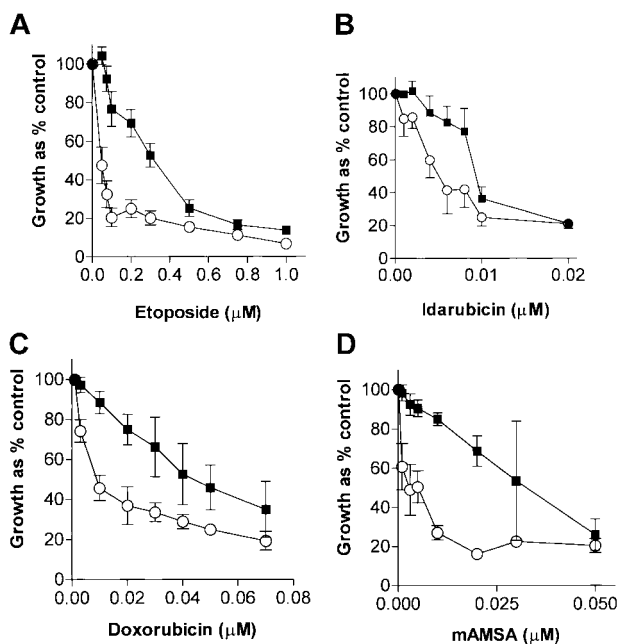 A
Growth as % control
100
80
60
40
20
0
0.0 0.2 0.4 0.6 0.8 1.0
Etoposide (μM)
B
Growth as % control
100
80
60
40
20
0
0.00 0.01 0.02
Idarubicin (μM)
C
Growth as % control
100
80
60
40
20
0
0.00 0.02 0.04 0.06 0.08
Doxorubicin (μM)
D
Growth as % control
100
80
60
40
20
0
0.000 0.025 0.050
mAMSA (μM)